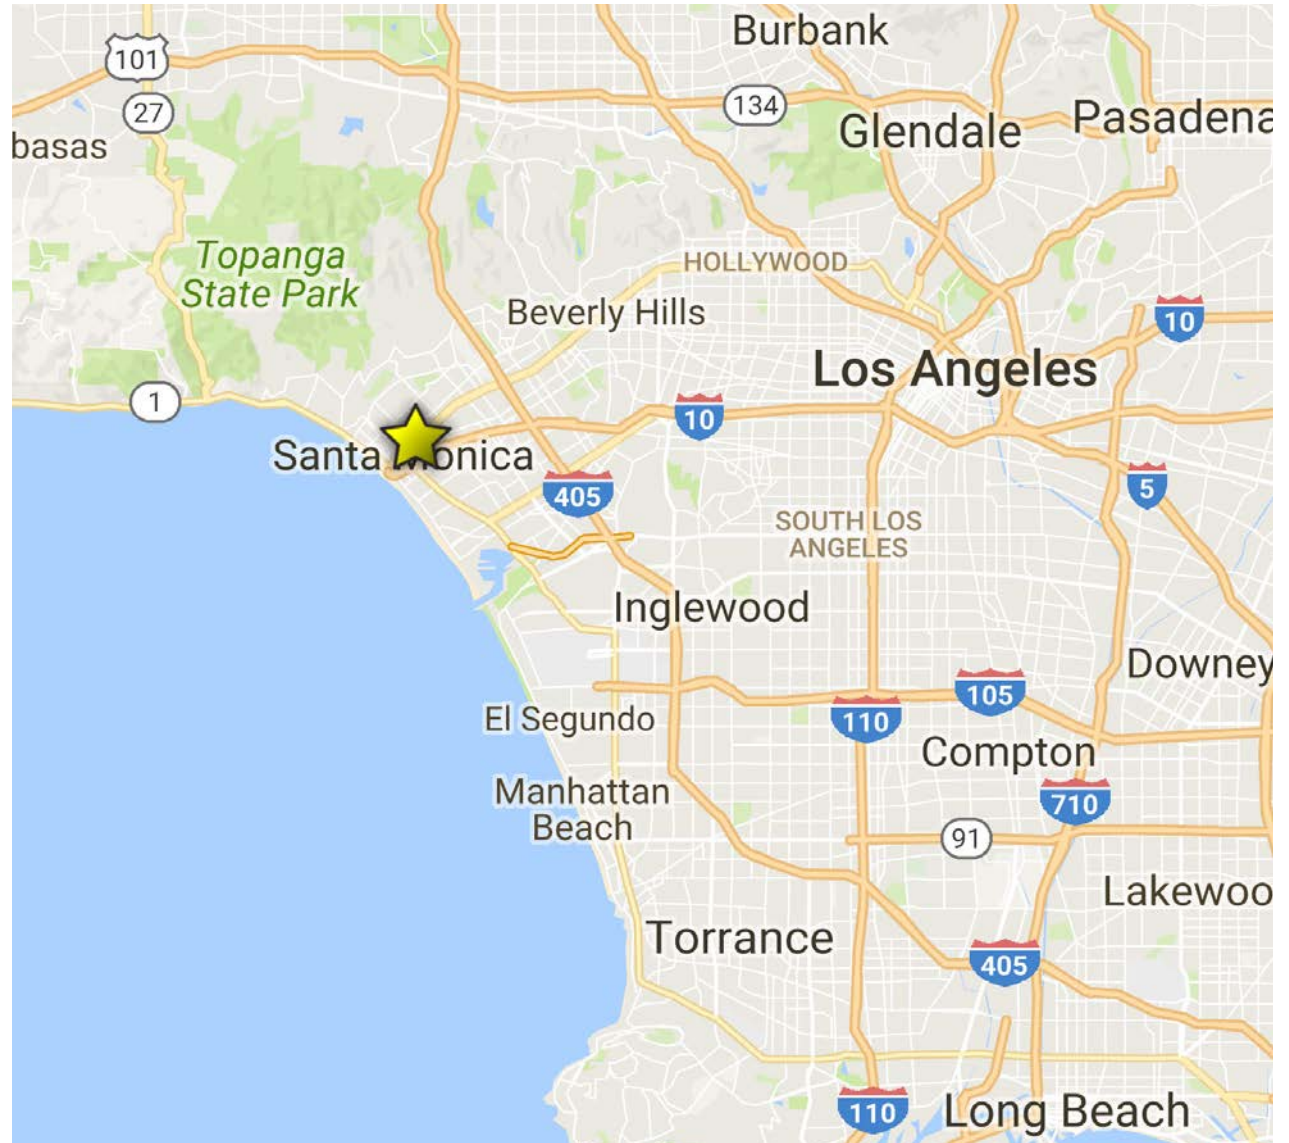 Burbank
101
134
27
Glendale
Pasadena
basas
Topanga
State Park
HOLLYWOOD
Beverly Hills
10
Los Angeles
1
10
Santa Monica
405
5
SOUTH LOS
ANGELES
Inglewood
Downey
105
El Segundo
110
Compton
Manhattan
Beach
710
91
Lakewoo
Torrance
405
110
Long Beach